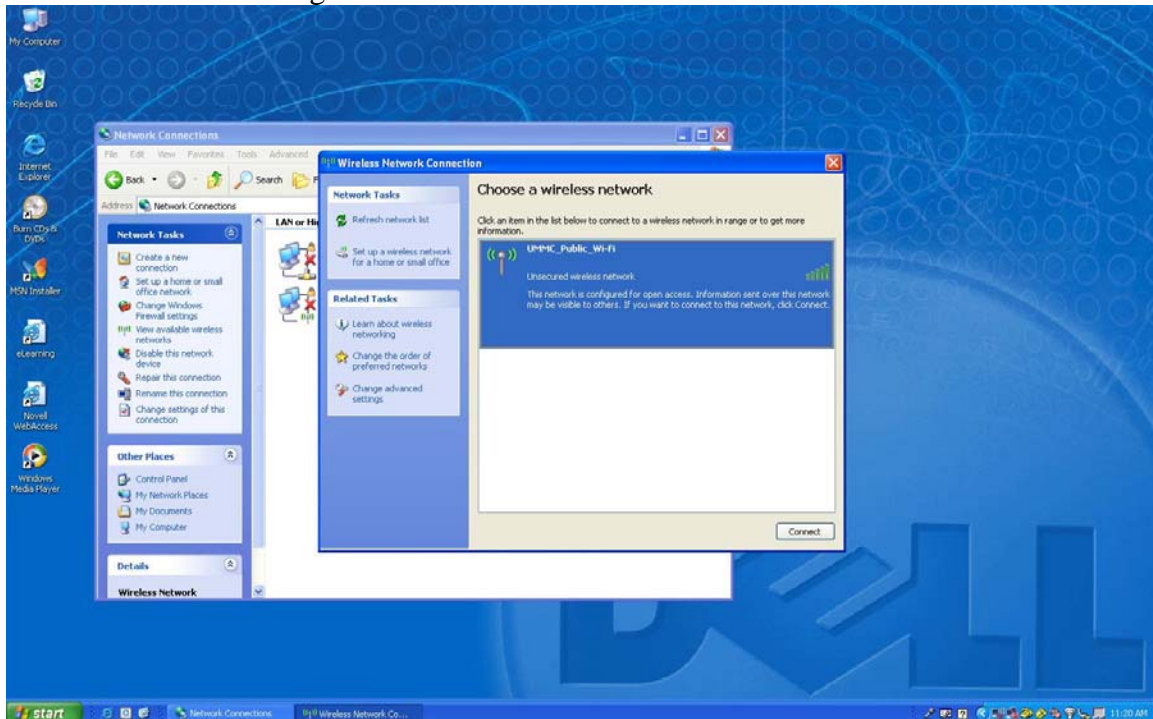 My Computer
Recycle Bin
Internet
Explorer
Burn CDs &
DVDs
MSN Installer
eLearning
Novell
WebAccess
Windows
Media Player
Network Connections
File Edit View Favorites Tools Advanced
Back
Search
Address Network Connections
Network Tasks
Create a new
connection
Set up a home or small
office network
Change Windows
Firewall settings
View available wireless
networks
Disable this network
device
Repair this connection
Rename this connection
Change settings of this
connection
Other Places
Control Panel
My Network Places
My Documents
My Computer
Details
Wireless Network
LAN or Hi
Wireless Network Connection
Network Tasks
Refresh network list
Set up a wireless network
for a home or small office
Related Tasks
Learn about wireless
networking
Change the order of
preferred networks
Change advanced
settings
Choose a wireless network
Click an item in the list below to connect to a wireless network in range or to get more
information.
UMMC_Public_Wi-Fi
Unsecured wireless network
This network is configured for open access. Information sent over this network
may be visible to others. If you want to connect to this network, click Connect.
Connect
DELL
start
Network Connections
Wireless Network Co...
11:20 AM